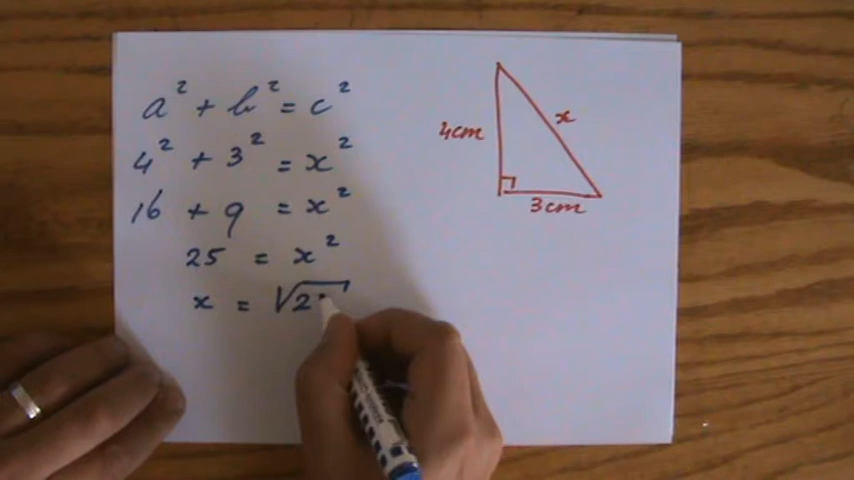 a² + b² = c²
4² + 3² = x²
16 + 9 = x²
25 = x²
x = √2
4cm
x
3cm